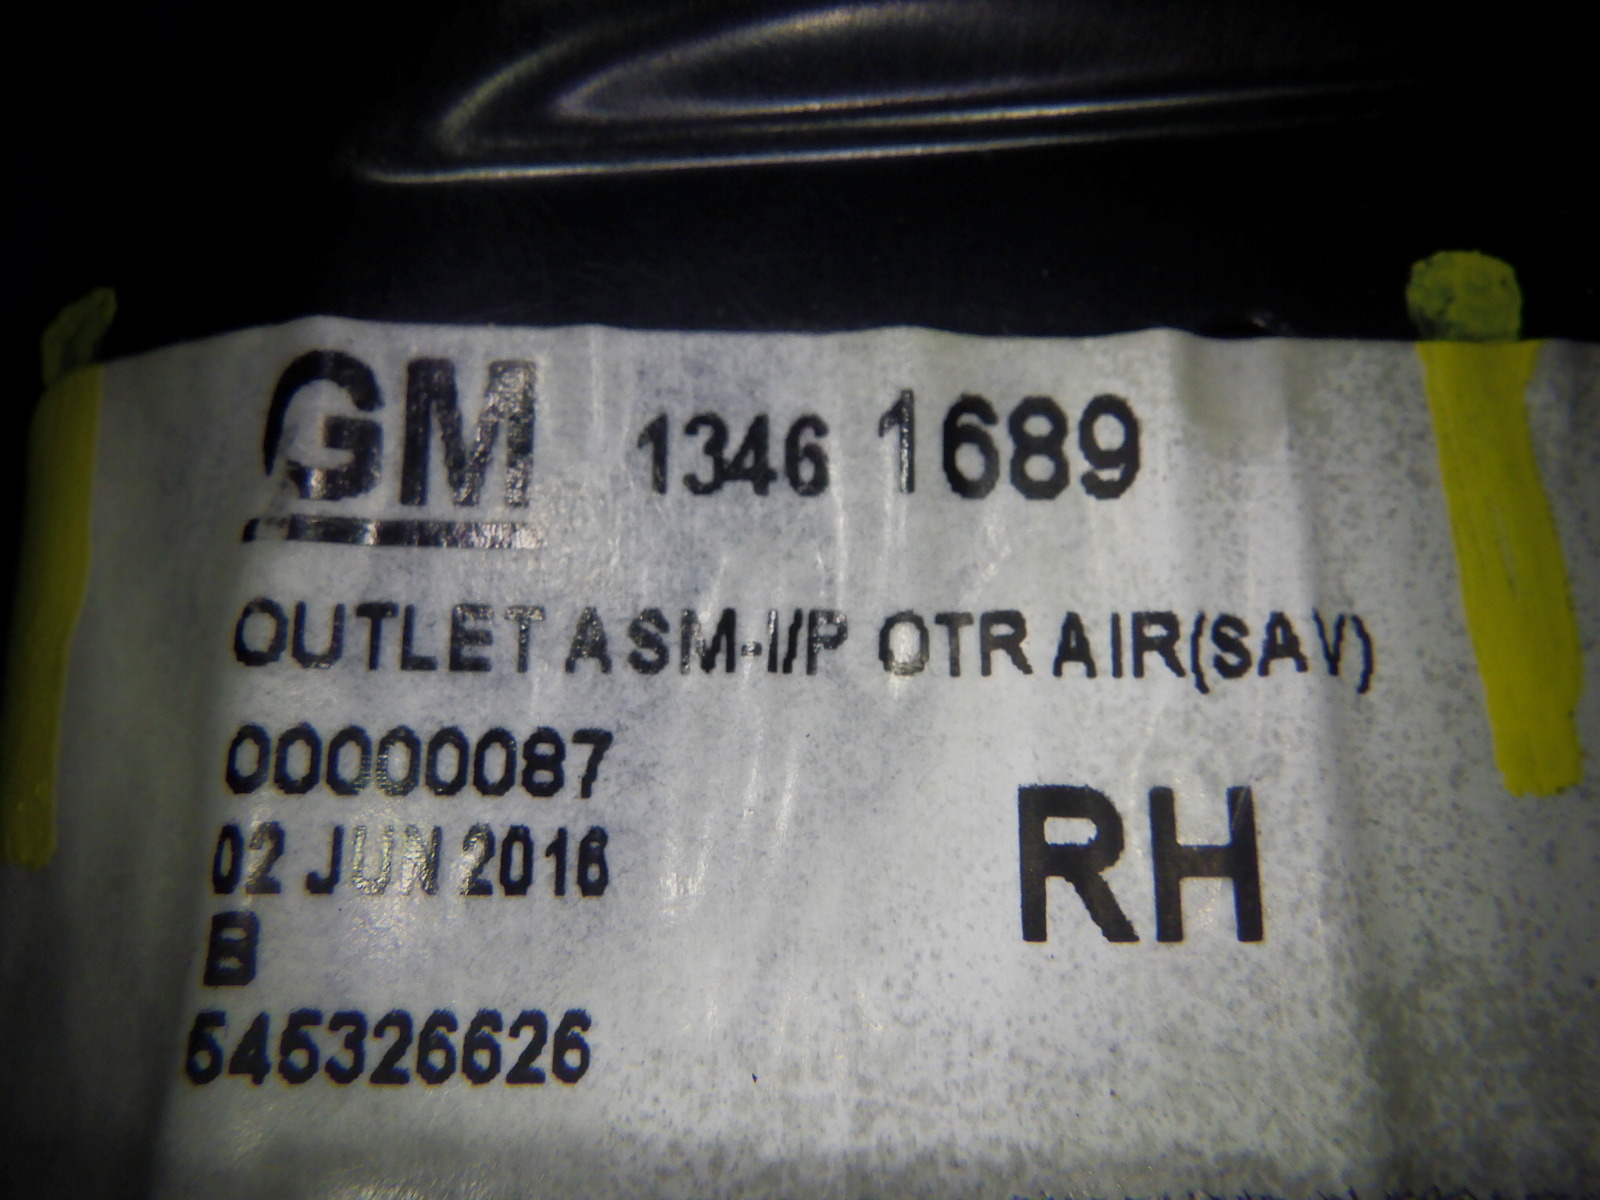 GM 1346 1689
OUTLET ASM-I/P OTR AIR(SAV)
00000087
RH
02 JUN 2016
B
545326626